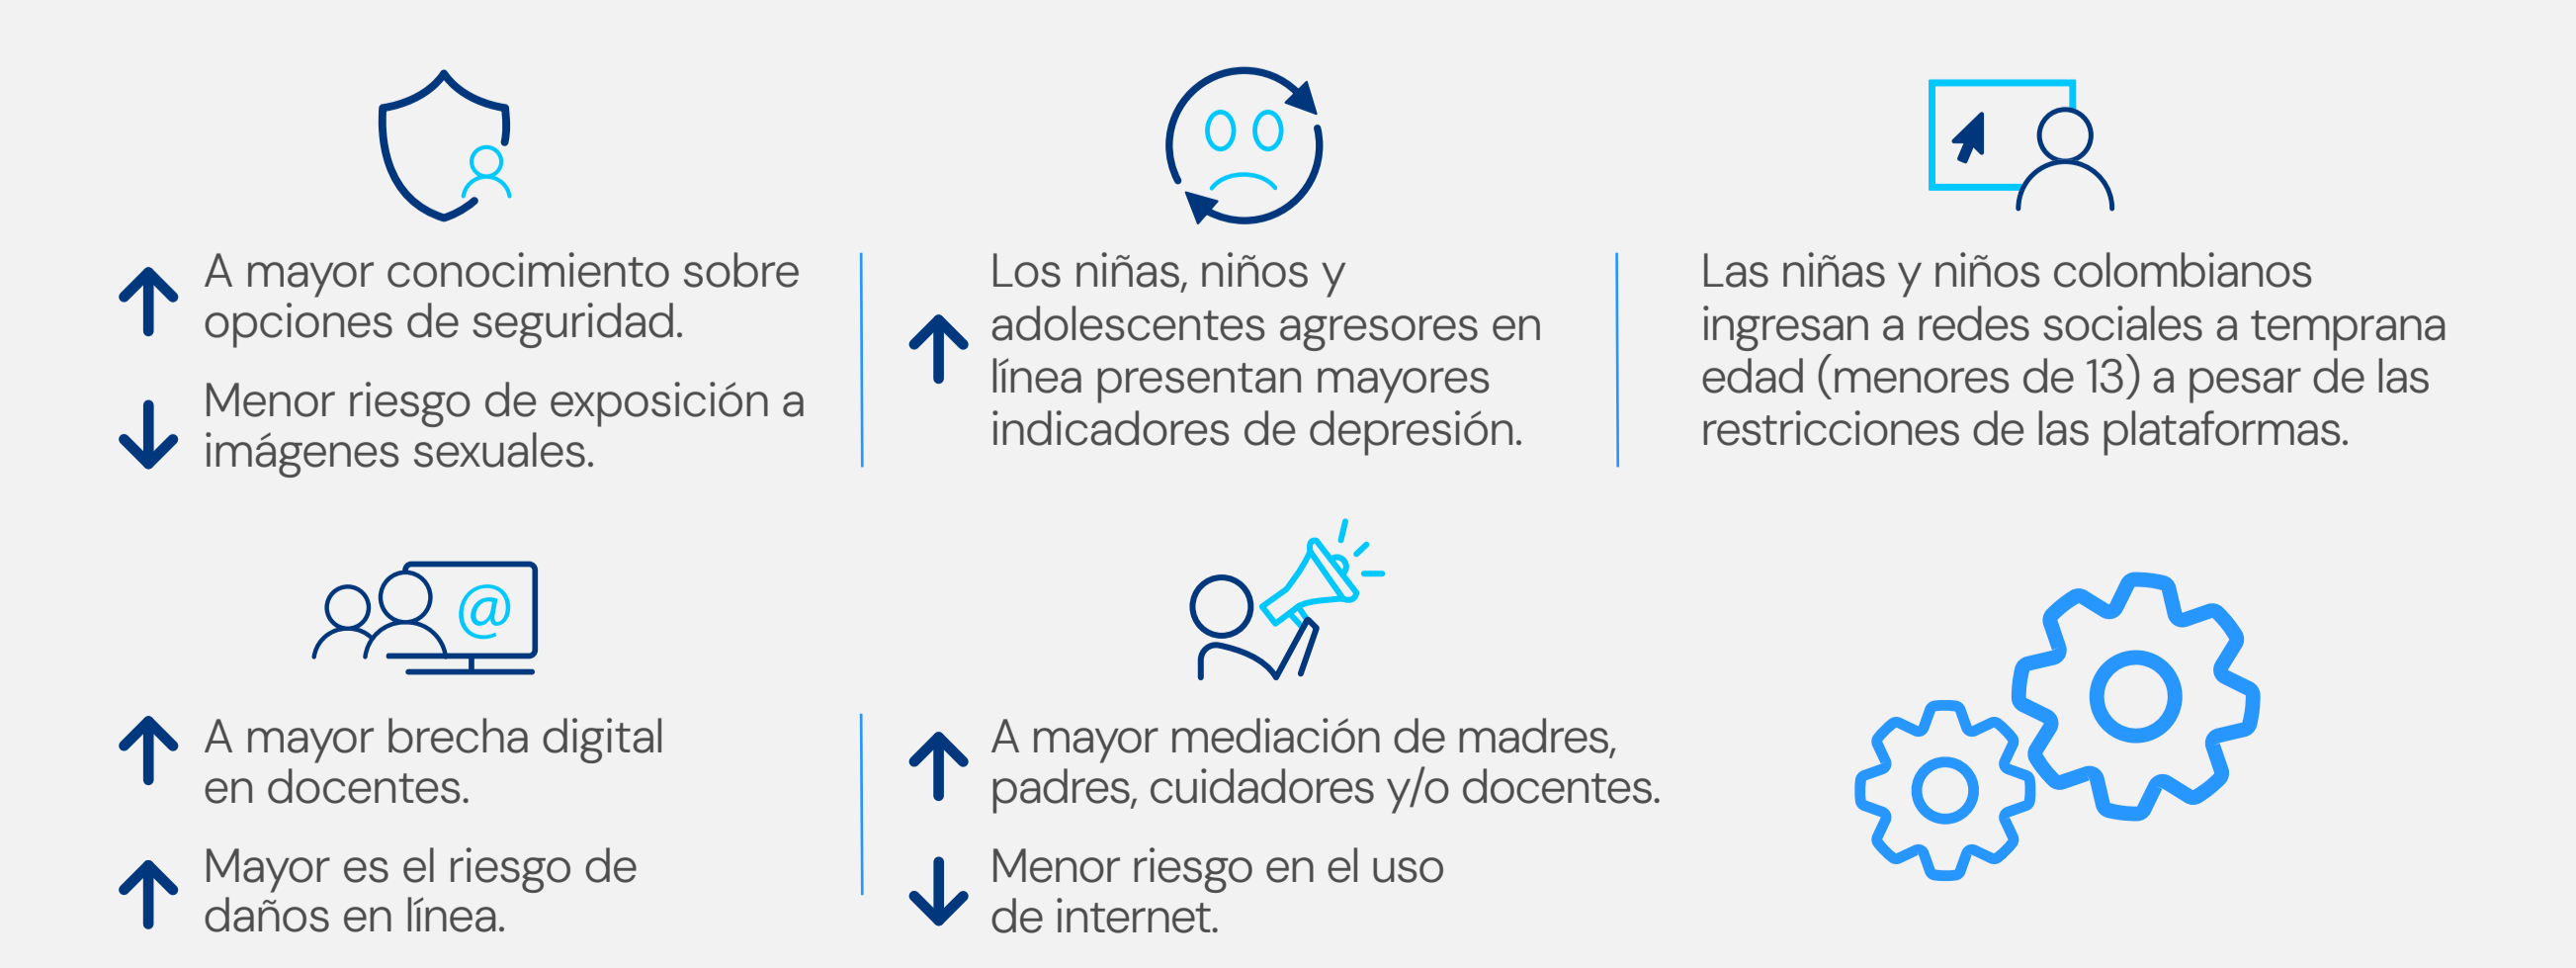 A mayor conocimiento sobre
opciones de seguridad.
Menor riesgo de exposición a
imágenes sexuales.
Los niñas, niños y
adolescentes agresores en
línea presentan mayores
indicadores de depresión.
Las niñas y niños colombianos
ingresan a redes sociales a temprana
edad (menores de 13) a pesar de las
restricciones de las plataformas.
@
A mayor brecha digital
en docentes.
Mayor es el riesgo de
daños en línea.
A mayor mediación de madres,
padres, cuidadores y/o docentes.
Menor riesgo en el uso
de internet.